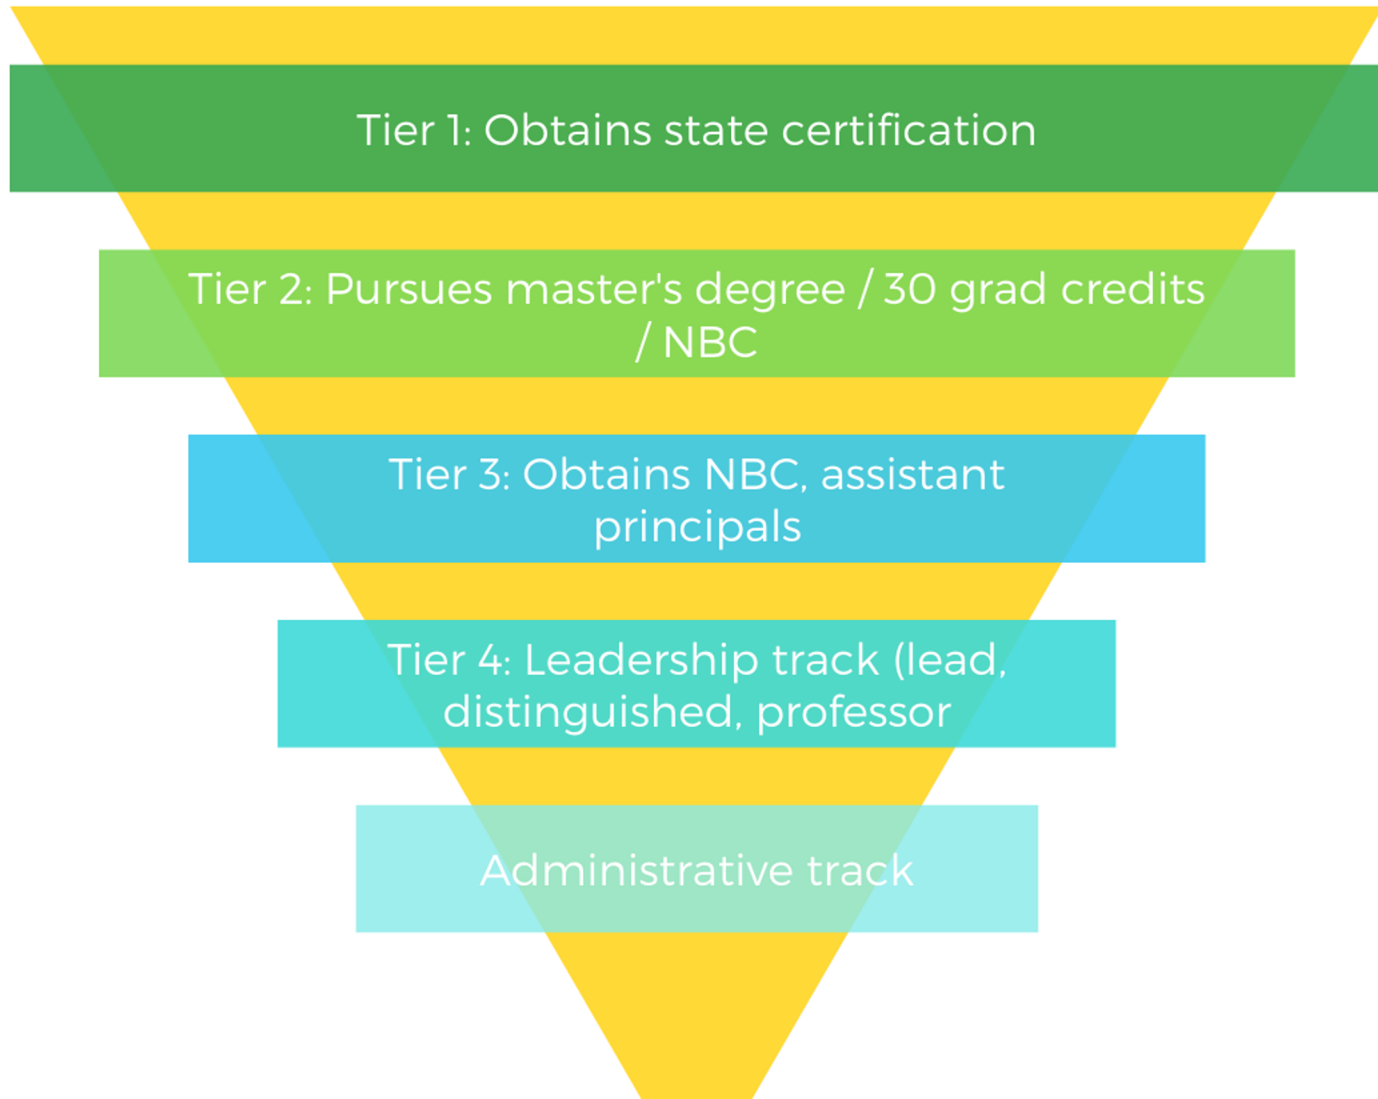 Tier 1: Obtains state certification
Tier 2: Pursues master's degree / 30 grad credits
/ NBC
Tier 3: Obtains NBC, assistant
principals
Tier 4: Leadership track (lead,
distinguished, professor
Administrative track